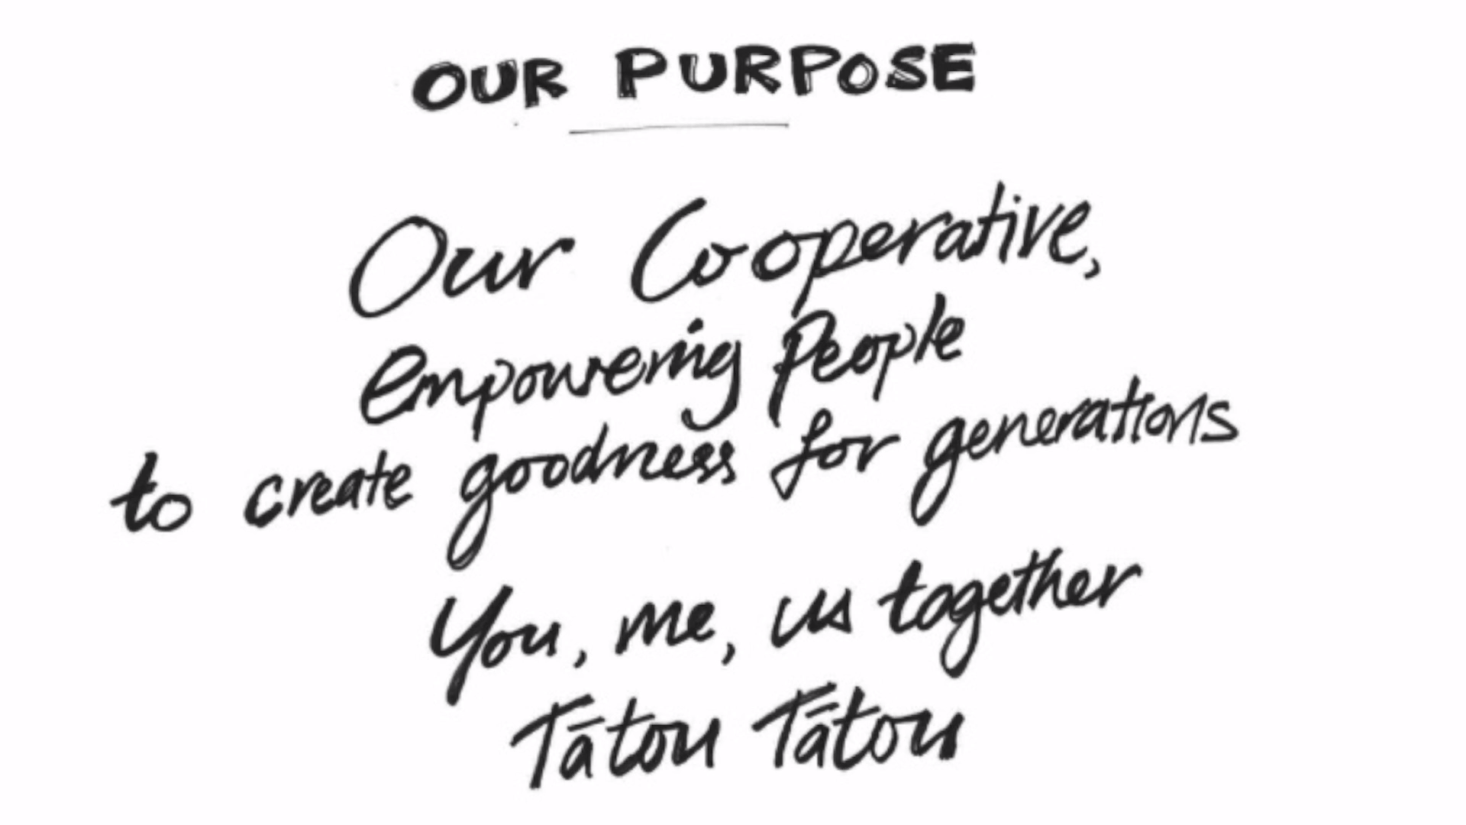 OUR PURPOSE
Our Cooperative,
empowering people
to create goodness for generations
You, me, us together
Tātou Tātou